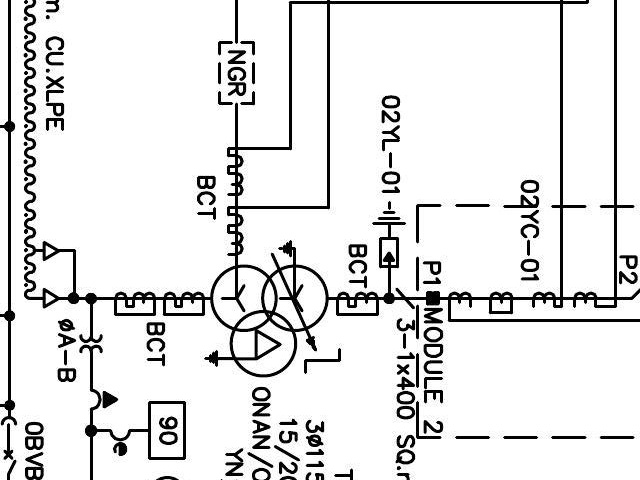 m. CU.XLPE
NGR
BCT
02YL-01
02YC-01
BCT
P1
P2
MODULE 2
3-1x400 SQ.m
BCT
ØA-B
90
3Ø115
15/20
ONAN/O
YN
0BVB